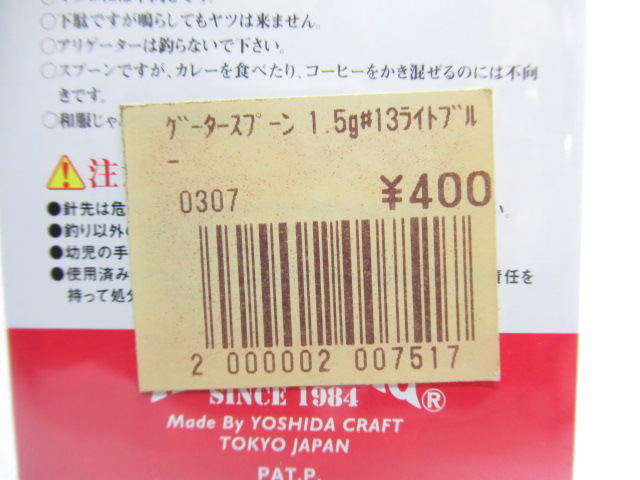 ○下駄ですが鳴らしてもヤツは来ません。
○アリゲーターは釣らないで下さい。
○スプーンですが、カレーを食べたり、コーヒーをかき混ぜるのには不向
きです。
○和服じゃ
ｹﾞｰﾀｰｽﾌﾟｰﾝ 1.5g#13ﾗｲﾄﾌﾞﾙ
ｰ
0307 ¥400
2 000002 007517
注
●針先は危 い。
●釣り以外
●幼児の手
●使用済み 責任を
持って処分
SINCE 1984
Made By YOSHIDA CRAFT
TOKYO JAPAN
PAT.P.